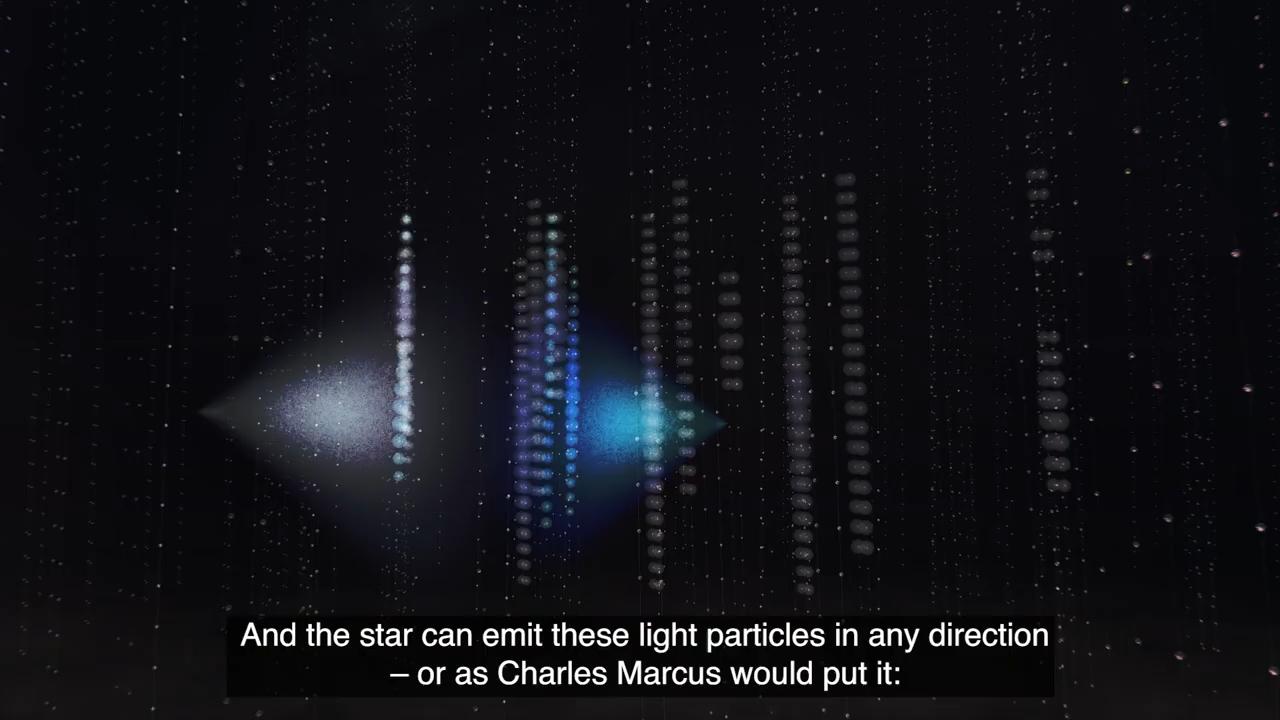 And the star can emit these light particles in any direction
– or as Charles Marcus would put it: